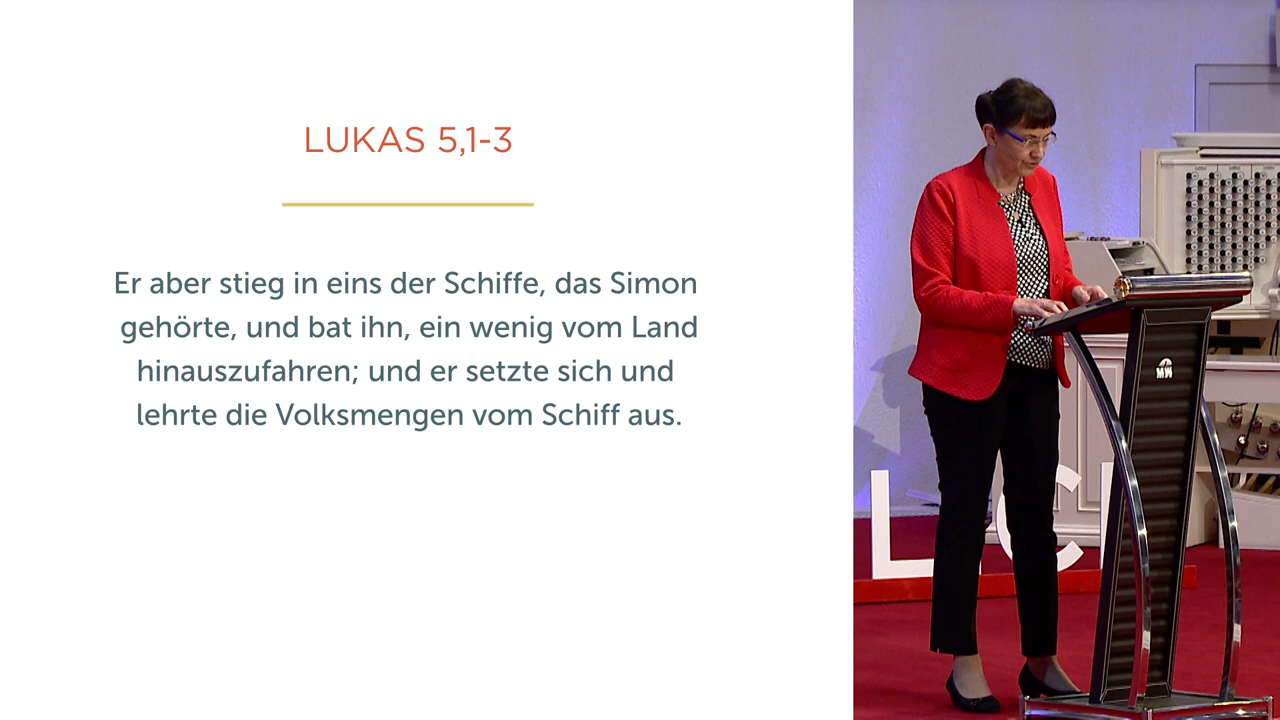 LUKAS 5,1-3
Er aber stieg in eins der Schiffe, das Simon
gehörte, und bat ihn, ein wenig vom Land
hinauszufahren; und er setzte sich und
lehrte die Volksmengen vom Schiff aus.
MW